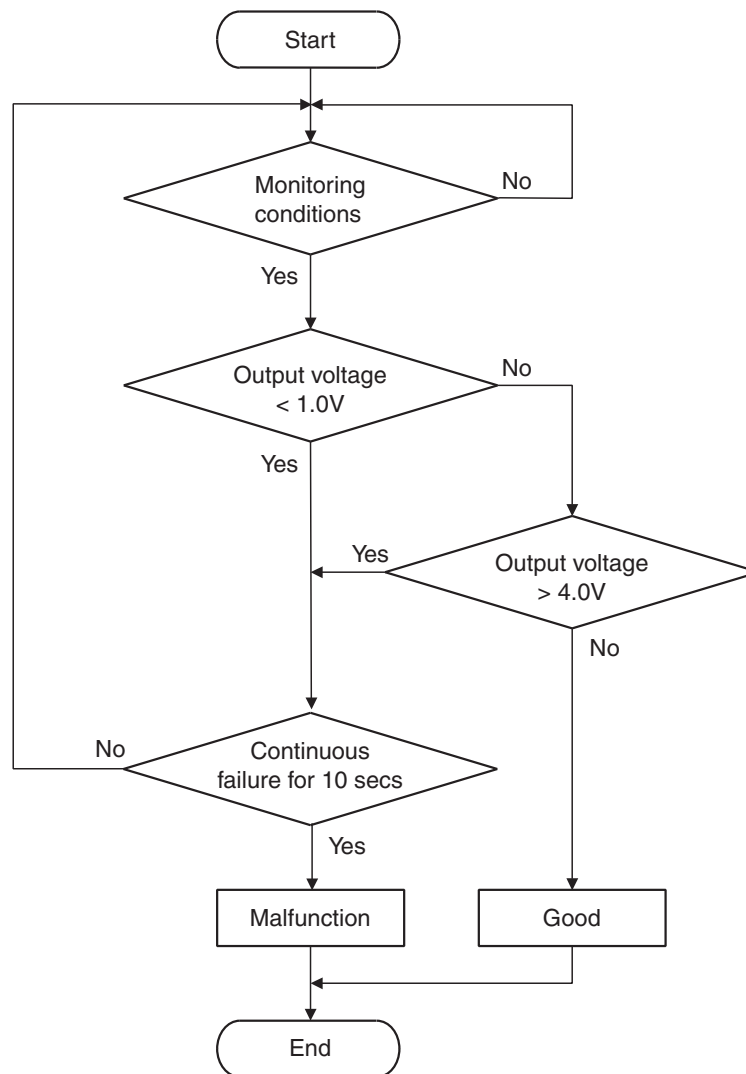 Start
Monitoring
conditions
No
Yes
Output voltage
< 1.0V
No
Yes
Output voltage
> 4.0V
Yes
No
Continuous
failure for 10 secs
No
Yes
Malfunction
Good
End